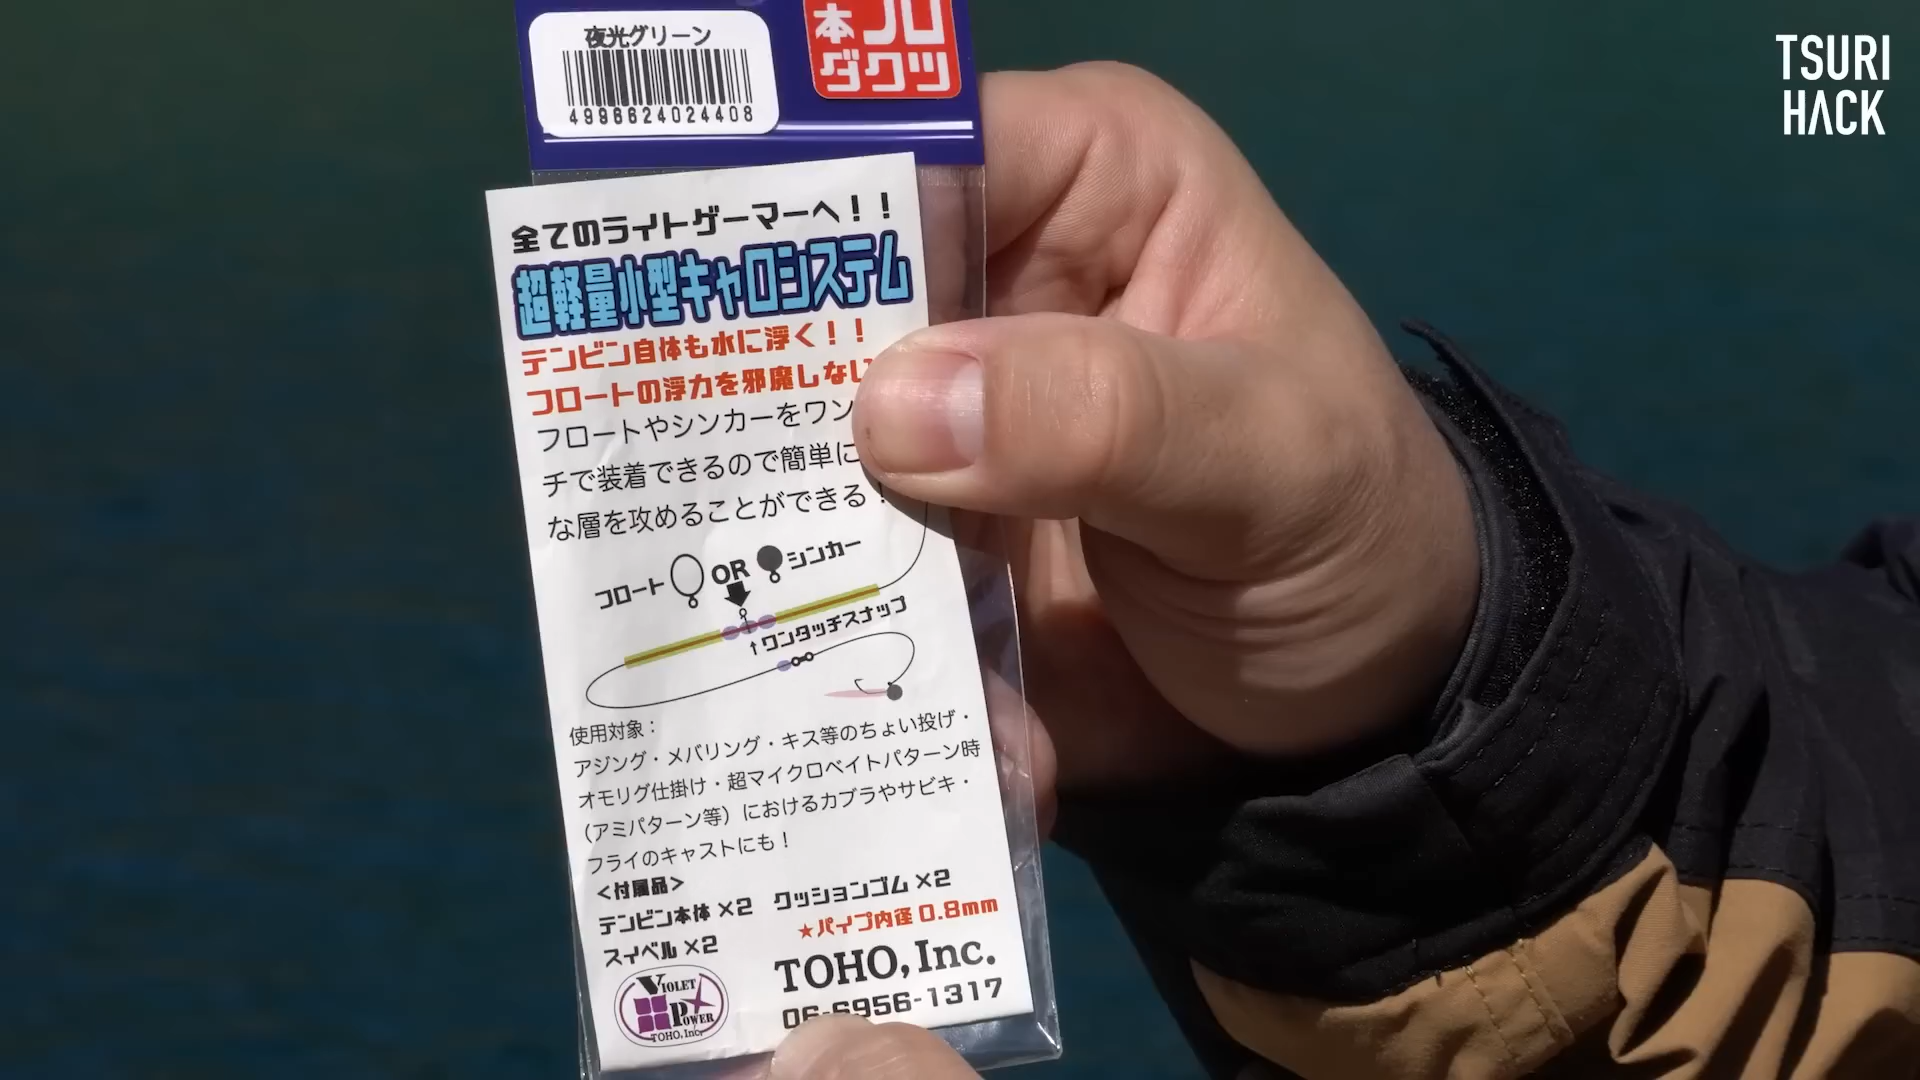 夜光グリーン
4996624024408
本プロ
ダクツ
TSURI
HACK
全てのライトゲーマーへ！！
超軽量小型キャロシステム
テンビン自体も水に浮く！！
フロートの浮力を邪魔しない
フロートやシンカーをワン
チで装着できるので簡単に
な層を攻めることができる！
フロート OR シンカー
↑ワンタッチスナップ
使用対象：
アジング・メバリング・キス等のちょい投げ・
オモリグ仕掛け・超マイクロベイトパターン時
（アミパターン等）におけるカブラやサビキ・
フライのキャストにも！
＜付属品＞
テンビン本体 ×2 クッションゴム ×2
スイベル ×2 ★パイプ内径 0.8mm
VIOLET
POWER
TOHO, Inc.
TOHO, Inc.
06-6956-1317